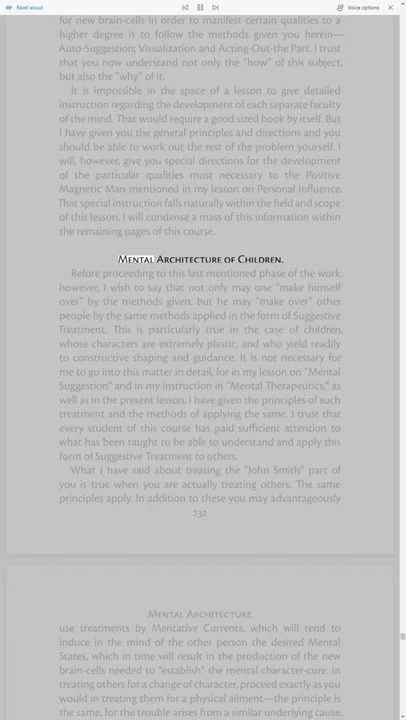 Read aloud
Voice options
for new brain-cells in order to manifest certain qualities to a
higher degree is to follow the methods given you herein—
Auto-Suggestion; Visualization and Acting-Out the Part. I trust
that you now understand not only the "how" of this subject,
but also the "why" of it.
It is impossible in the space of a lesson to give detailed
instruction regarding the development of each separate faculty
of the mind. That would require a good sized book by itself. But
I have given you the general principles and directions and you
should be able to work out the rest of the problem yourself. I
will, however, give you special directions for the development
of the particular qualities most necessary to the Positive
Magnetic Man mentioned in my lesson on Personal Influence.
That special instruction falls naturally within the field and scope
of this lesson. I will condense a mass of this information within
the remaining pages of this course.
Mental Architecture of Children.
Before proceeding to this last mentioned phase of the work,
however, I wish to say that not only may one "make himself
over" by the methods given, but he may "make over" other
people by the same methods applied in the form of Suggestive
Treatment. This is particularly true in the case of children,
whose characters are extremely plastic, and who yield readily
to constructive shaping and guidance. It is not necessary for
me to go into this matter in detail, for in my lesson on "Mental
Suggestion" and in my instruction in "Mental Therapeutics," as
well as in the present lesson, I have given the principles of such
treatment and the methods of applying the same. I trust that
every student of this course has paid sufficient attention to
what has been taught to be able to understand and apply this
form of Suggestive Treatment to others.
What I have said about treating the "John Smith" part of
you is true when you are actually treating others. The same
principles apply. In addition to these you may advantageously
232
Mental Architecture.
use treatments by Mentative Currents, which will tend to
induce in the mind of the other person the desired Mental
States, which in time will result in the production of the new
brain-cells needed to "establish" the mental character-cure. In
treating others for a change of character, proceed exactly as you
would in treating them for a physical ailment—the principle is
the same, for the trouble arises from a similar underlying cause,